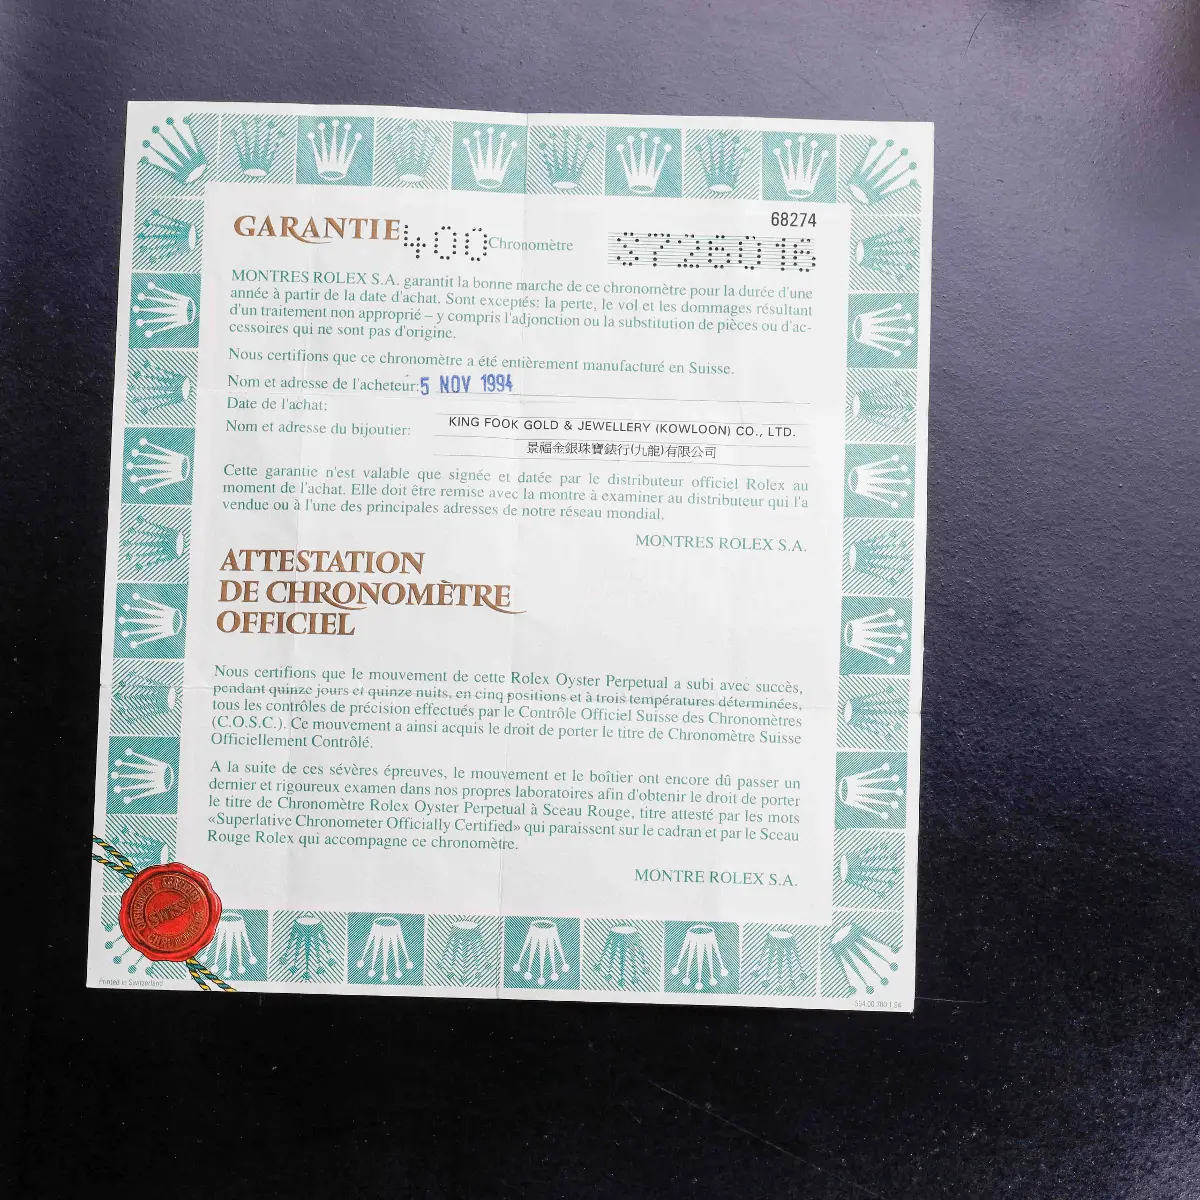 68274
GARANTIE 400 Chronomètre S726016
MONTRES ROLEX S.A. garantit la bonne marche de ce chronomètre pour la durée d'une
année à partir de la date d'achat. Sont exceptés: la perte, le vol et les dommages résultant
d'un traitement non approprié – y compris l'adjonction ou la substitution de pièces ou d'ac-
cessoires qui ne sont pas d'origine.
Nous certifions que ce chronomètre a été entièrement manufacturé en Suisse.
Nom et adresse de l'acheteur: 5 NOV 1994
Date de l'achat:
Nom et adresse du bijoutier: KING FOOK GOLD & JEWELLERY (KOWLOON) CO., LTD.
景福金銀珠寶錶行(九龍)有限公司
Cette garantie n'est valable que signée et datée par le distributeur officiel Rolex au
moment de l'achat. Elle doit être remise avec la montre à examiner au distributeur qui l'a
vendue ou à l'une des principales adresses de notre réseau mondial.
MONTRES ROLEX S.A.
ATTESTATION
DE CHRONOMÈTRE
OFFICIEL
Nous certifions que le mouvement de cette Rolex Oyster Perpetual a subi avec succès,
pendant quinze jours et quinze nuits, en cinq positions et à trois températures déterminées,
tous les contrôles de précision effectués par le Contrôle Officiel Suisse des Chronomètres
(C.O.S.C.). Ce mouvement a ainsi acquis le droit de porter le titre de Chronomètre Suisse
Officiellement Contrôlé.
A la suite de ces sévères épreuves, le mouvement et le boîtier ont encore dû passer un
dernier et rigoureux examen dans nos propres laboratoires afin d'obtenir le droit de porter
le titre de Chronomètre Rolex Oyster Perpetual à Sceau Rouge, titre attesté par les mots
«Superlative Chronometer Officially Certified» qui paraissent sur le cadran et par le Sceau
Rouge Rolex qui accompagne ce chronomètre.
MONTRE ROLEX S.A.
OFFICIALLY CERTIFIED
SWISS
CHRONOMETER
Printed in Switzerland